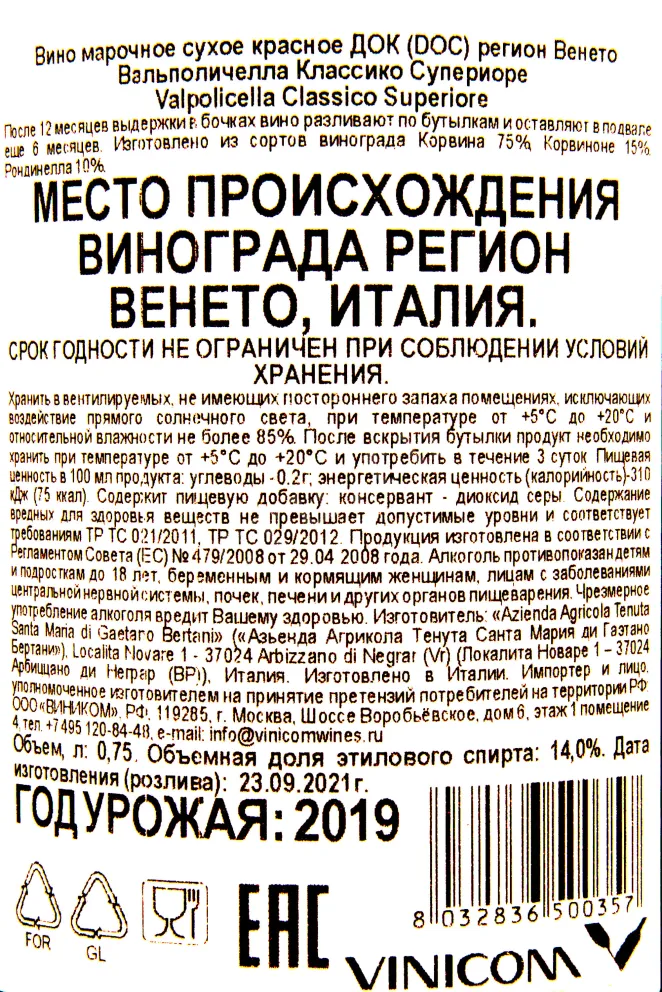 Вино марочное сухое красное ДОК (DOC) регион Венето
Вальполичелла Классико Супериоре
Valpolicella Classico Superiore
После 12 месяцев выдержки в бочках вино разливают по бутылкам и оставляют в подвале
еще 6 месяцев. Изготовлено из сортов винограда Корвина 75%, Корвиноне 15%,
Рондинелла 10%.
МЕСТО ПРОИСХОЖДЕНИЯ
ВИНОГРАДА РЕГИОН
ВЕНЕТО, ИТАЛИЯ.
СРОК ГОДНОСТИ НЕ ОГРАНИЧЕН ПРИ СОБЛЮДЕНИИ УСЛОВИЙ
ХРАНЕНИЯ.
Хранить в вентилируемых, не имеющих постороннего запаха помещениях, исключающих
воздействие прямого солнечного света, при температуре от +5°С до +20°С и
относительной влажности не более 85%. После вскрытия бутылки продукт необходимо
хранить при температуре от +5°С до +20°С и употребить в течение 3 суток. Пищевая
ценность в 100 мл продукта: углеводы - 0.2г; энергетическая ценность (калорийность)-310
кДж (75 ккал). Содержит пищевую добавку: консервант - диоксид серы. Содержание
вредных для здоровья веществ не превышает допустимые уровни и соответствует
требованиям ТР ТС 021/2011, ТР ТС 029/2012. Продукция изготовлена в соответствии с
Регламентом Совета (ЕС) № 479/2008 от 29.04 2008 года. Алкоголь противопоказан детям
и подросткам до 18 лет, беременным и кормящим женщинам, лицам с заболеваниями
центральной нервной системы, почек, печени и других органов пищеварения. Чрезмерное
употребление алкоголя вредит Вашему здоровью. Изготовитель: «Azienda Agricola Tenuta
Santa Maria di Gaetano Bertani» («Азьенда Агрикола Тенута Санта Мария ди Гаэтано
Бертани»), Localita Novare 1 - 37024 Arbizzano di Negrar (Vr) (Локалита Новаре 1 – 37024
Арбиццано ди Неграр (ВР)), Италия. Изготовлено в Италии. Импортер и лицо,
уполномоченное изготовителем на принятие претензий потребителей на территории РФ:
ООО «ВИНИКОМ», РФ, 119285, г. Москва, Шоссе Воробьёвское, дом 6, этаж 1 помещение
4, тел. +7 495 120-84-48, e-mail: info@vinicomwines.ru
Объем, л: 0,75. Объемная доля этилового спирта: 14,0%. Дата
изготовления (розлива): 23.09.2021г.
ГОД УРОЖАЯ: 2019
8 032836 500357
FOR
GL
EAC
VINICOM